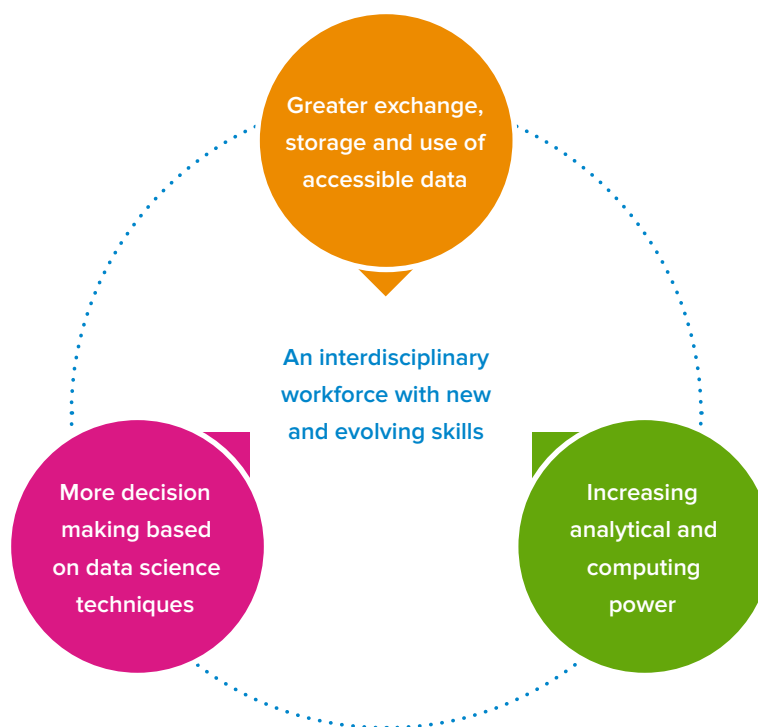 Greater exchange,
storage and use of
accessible data
An interdisciplinary
workforce with new
and evolving skills
More decision
making based
on data science
techniques
Increasing
analytical and
computing
power